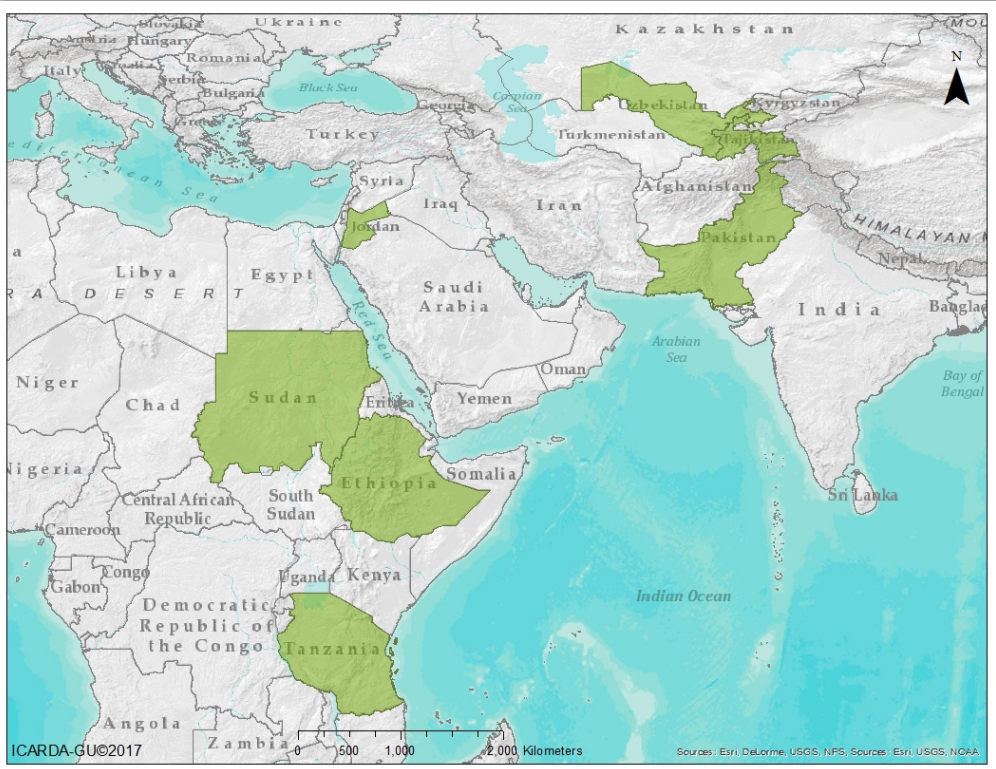 Slovakia
Ukraine
Kazakhstan
Austria
Hungary
Romania
Italy
Serbia
Bulgaria
Black Sea
Georgia
Caspian
Sea
Uzbekistan
Kyrgyzstan
Greece
Turkey
Turkmenistan
Tajikistan
N
Mediterranean Sea
Syria
Iraq
Iran
Afghanistan
Jordan
Pakistan
HIMALAYAN
Nepal
Libya
Egypt
DESERT
Saudi
Arabia
Red Sea
India
Arabian
Sea
Oman
Bay of
Bengal
Niger
Chad
Sudan
Eritrea
Yemen
Nigeria
Ethiopia
Somalia
Central African
Republic
South
Sudan
Sri Lanka
Cameroon
Gabon
Congo
Uganda
Kenya
Democratic
Republic of
the Congo
Indian Ocean
Tanzania
Angola
Zambia
ICARDA-GU©2017
0 500 1,000 2,000 Kilometers
Sources: Esri, DeLorme, USGS, NPS, Sources: Esri, USGS, NOAA